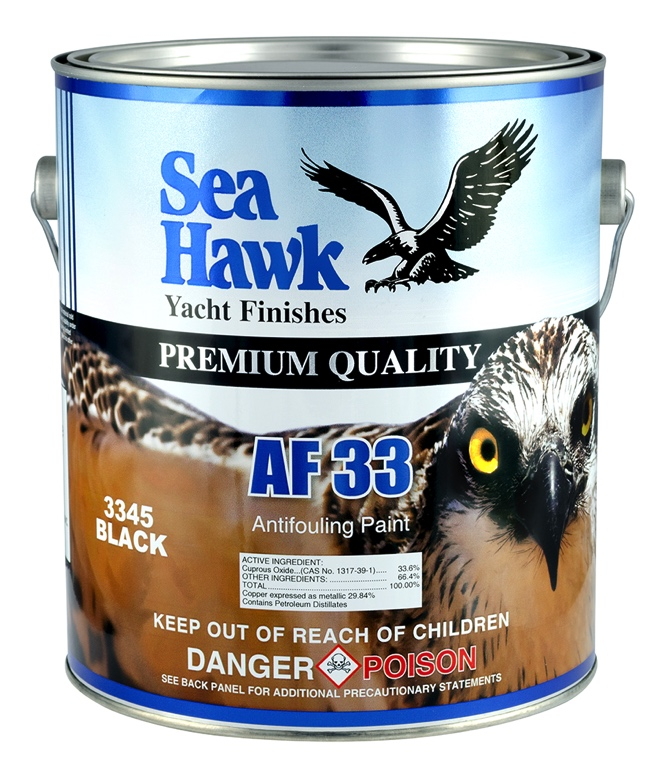 Sea
Hawk
Yacht Finishes
PREMIUM QUALITY
AF 33
Antifouling Paint
3345
BLACK
ACTIVE INGREDIENT:
Cuprous Oxide...(CAS No. 1317-39-1)..... 33.6%
OTHER INGREDIENTS: ..................... 66.4%
TOTAL................................... 100.00%
Copper expressed as metallic 29.84%
Contains Petroleum Distillates
KEEP OUT OF REACH OF CHILDREN
DANGER POISON
SEE BACK PANEL FOR ADDITIONAL PRECAUTIONARY STATEMENTS